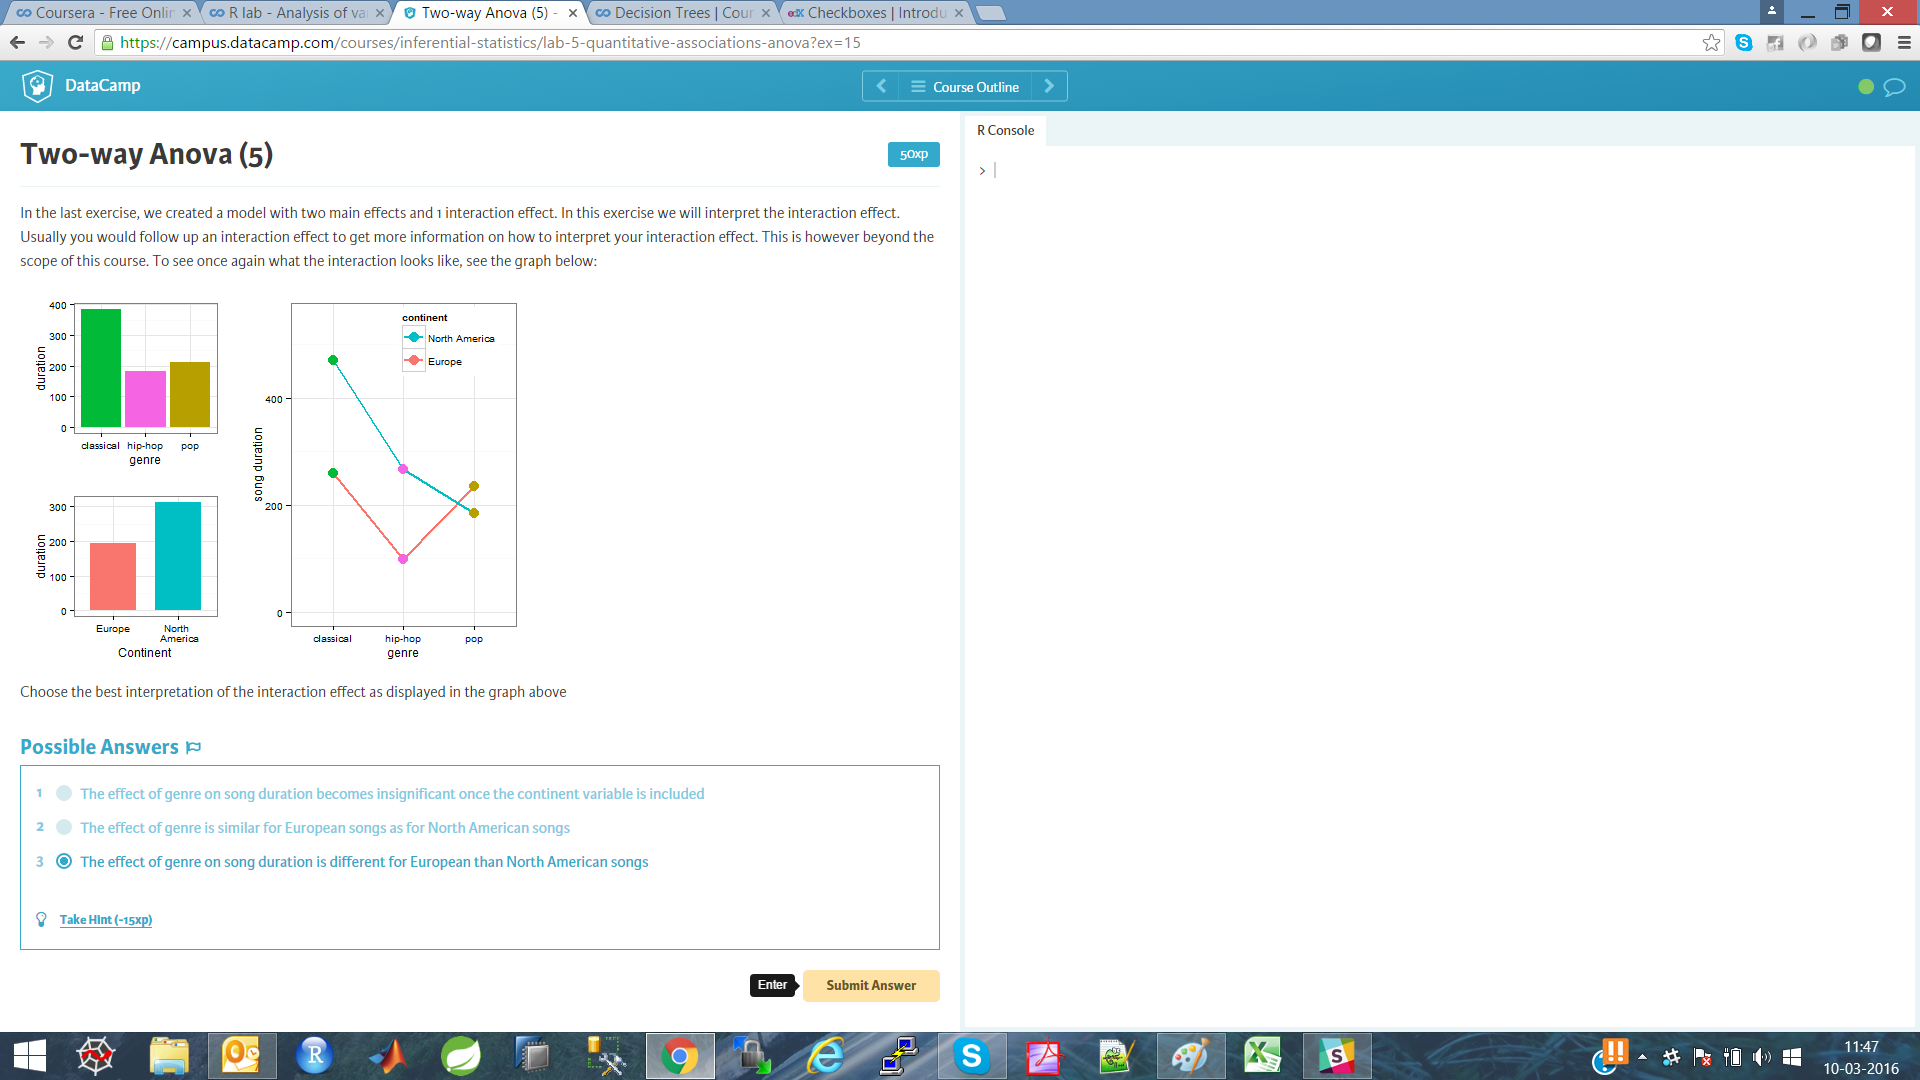 Coursera - Free Onlin
R lab - Analysis of va
Two-way Anova (5) -
Decision Trees | Cour
Checkboxes | Introdu
https://campus.datacamp.com/courses/inferential-statistics/lab-5-quantitative-associations-anova?ex=15
DataCamp
Course Outline
Two-way Anova (5)
50xp
R Console
>
In the last exercise, we created a model with two main effects and 1 interaction effect. In this exercise we will interpret the interaction effect.
Usually you would follow up an interaction effect to get more information on how to interpret your interaction effect. This is however beyond the
scope of this course. To see once again what the interaction looks like, see the graph below:
400
300
200
100
0
duration
classical hip-hop pop
genre
300
200
100
0
duration
Europe
North
America
Continent
continent
North America
Europe
400
200
0
song duration
classical hip-hop pop
genre
Choose the best interpretation of the interaction effect as displayed in the graph above
Possible Answers
1 The effect of genre on song duration becomes insignificant once the continent variable is included
2 The effect of genre is similar for European songs as for North American songs
3 The effect of genre on song duration is different for European than North American songs
Take Hint (-15xp)
Enter
Submit Answer
11:47
10-03-2016